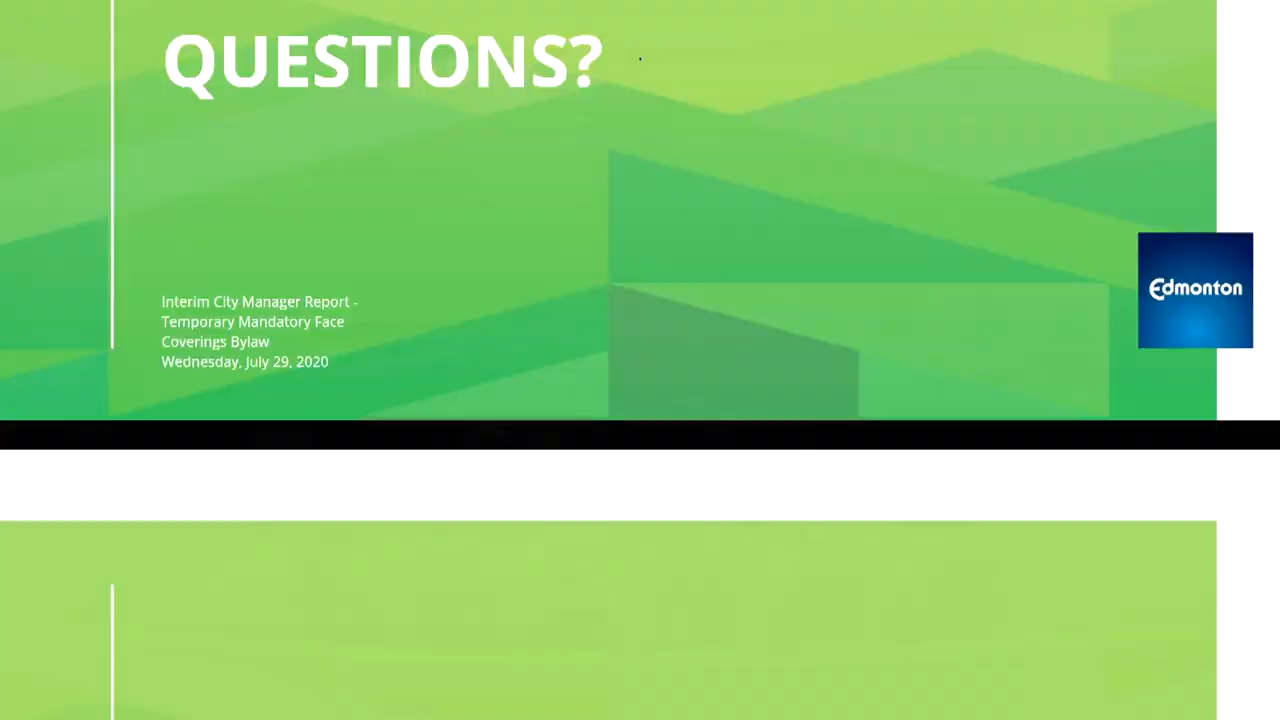 QUESTIONS?
Interim City Manager Report -
Temporary Mandatory Face
Coverings Bylaw
Wednesday, July 29, 2020
Edmonton